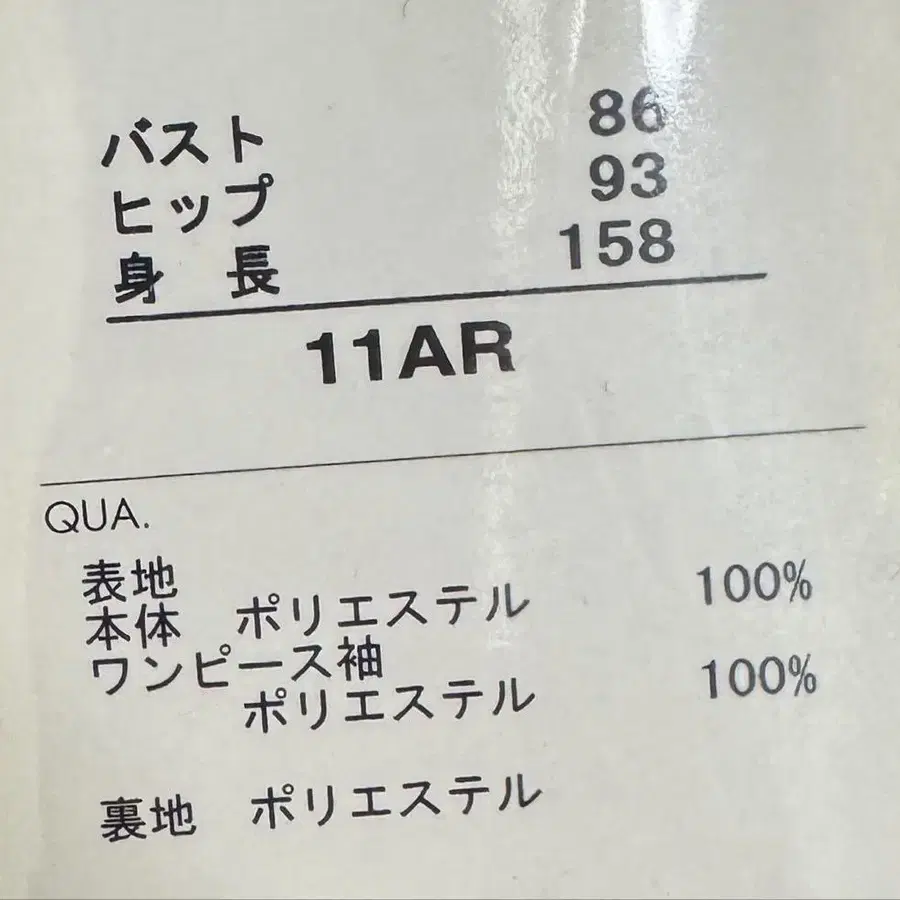 バスト 86
ヒップ 93
身長 158
11AR
QUA.
表地
本体 ポリエステル 100%
ワンピース袖
ポリエステル 100%
裏地 ポリエステル